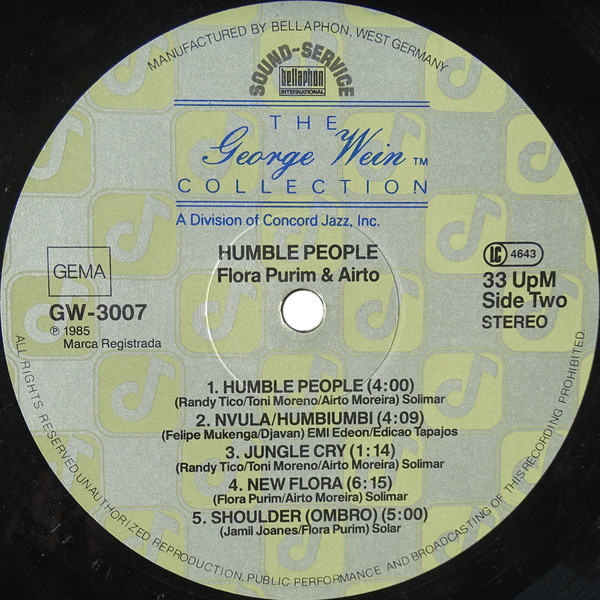 MANUFACTURED BY BELLAPHON, WEST GERMANY
SOUND-SERVICE
bellaphon
INTERNATIONAL
THE
George Wein TM
COLLECTION
A Division of Concord Jazz, Inc.
HUMBLE PEOPLE
Flora Purim & Airto
GEMA
GW-3007
℗ 1985
Marca Registrada
LC 4643
33 UpM
Side Two
STEREO
1. HUMBLE PEOPLE (4:00)
(Randy Tico/Toni Moreno/Airto Moreira) Solimar
2. NVULA/HUMBIUMBI (4:09)
(Felipe Mukenga/Djavan) EMI Edeon/Edicao Tapajos
3. JUNGLE CRY (1:14)
(Randy Tico/Toni Moreno/Airto Moreira) Solimar
4. NEW FLORA (6:15)
(Flora Purim/Airto Moreira) Solimar
5. SHOULDER (OMBRO) (5:00)
(Jamil Joanes/Flora Purim) Solar
ALL RIGHTS RESERVED. UNAUTHORIZED REPRODUCTION, PUBLIC PERFORMANCE AND BROADCASTING OF THIS RECORDING PROHIBITED.